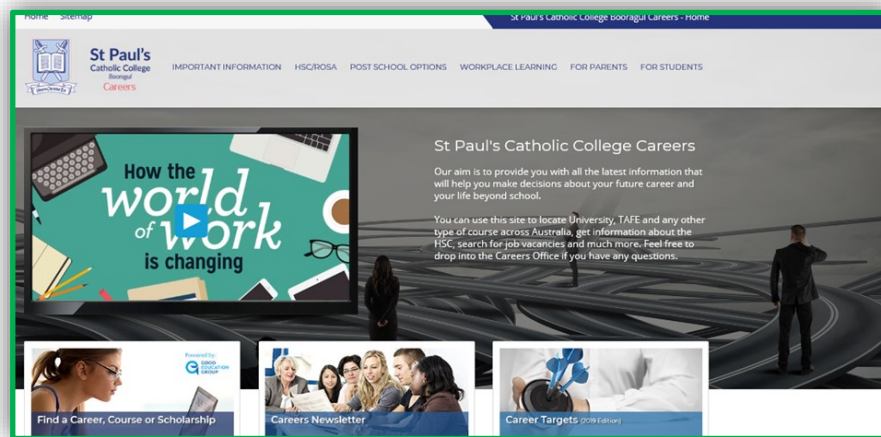 Home Sitemap
St Paul's Catholic College Booragul Careers - Home
St Paul's
Catholic College
Booragul
Careers
IMPORTANT INFORMATION HSC/ROSA POST SCHOOL OPTIONS WORKPLACE LEARNING FOR PARENTS FOR STUDENTS
How the
world
of work
is changing
St Paul's Catholic College Careers
Our aim is to provide you with all the latest information that
will help you make decisions about your future career and
your life beyond school.
You can use this site to locate University, TAFE and any other
type of course across Australia, get information about the
HSC, search for job vacancies and much more. Feel free to
drop into the Careers Office if you have any questions.
Powered by:
GOOD
EDUCATION
GROUP
Find a Career, Course or Scholarship
Careers Newsletter
Career Targets (2019 Edition)